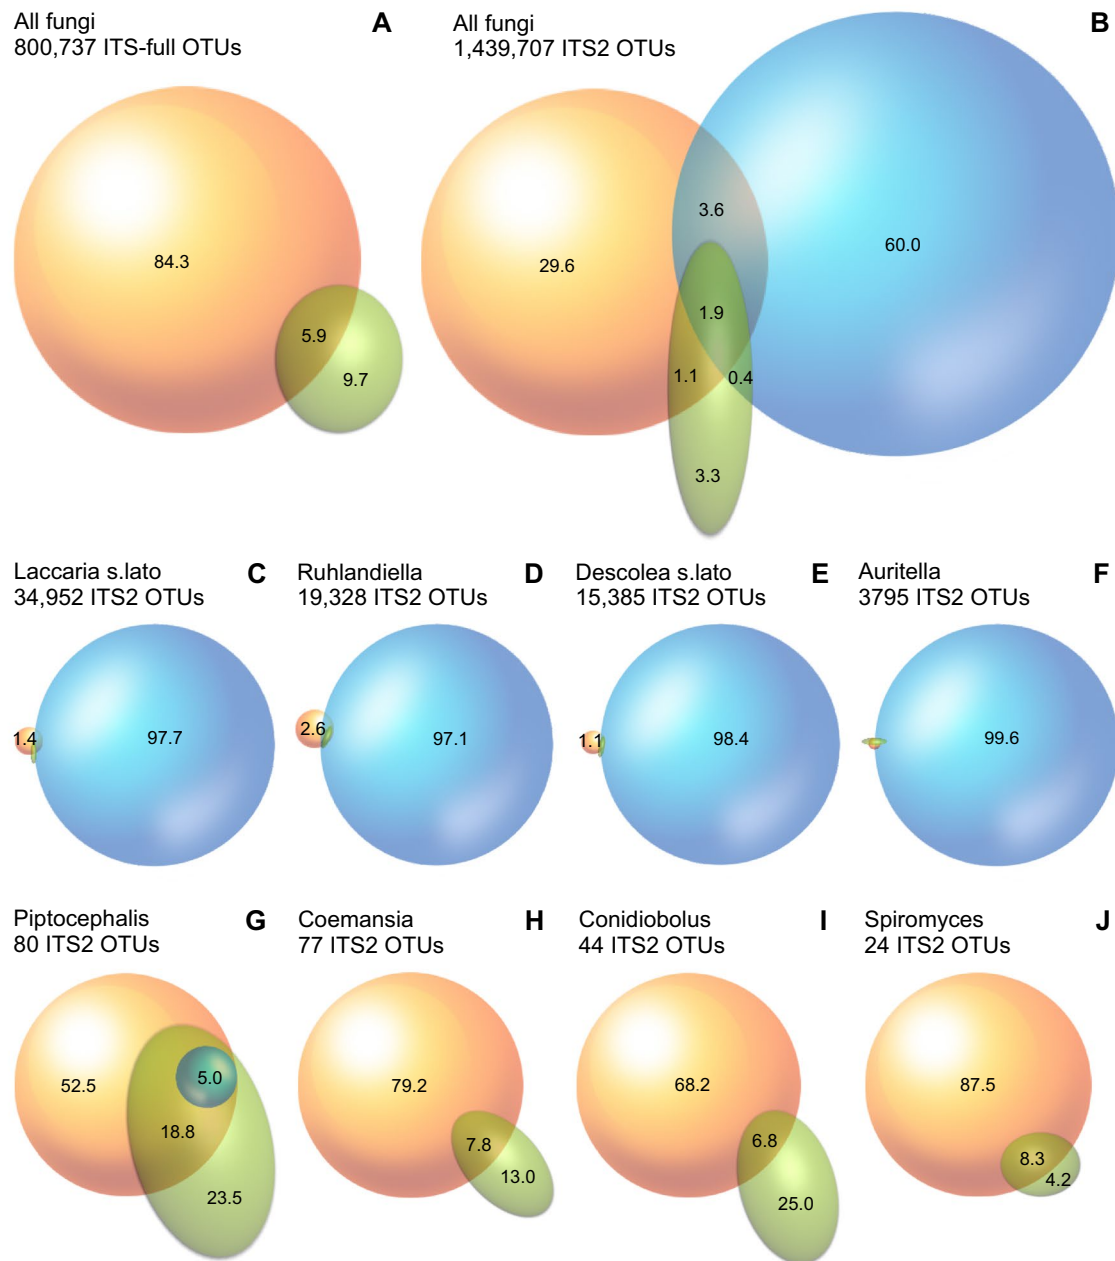 All fungi
800,737 ITS-full OTUs
A
84.3
5.9
9.7
All fungi
1,439,707 ITS2 OTUs
B
3.6
29.6
60.0
1.9
1.1
0.4
3.3
Laccaria s.lato
34,952 ITS2 OTUs
C
1.4
97.7
Ruhlandiella
19,328 ITS2 OTUs
D
2.6
97.1
Descolea s.lato
15,385 ITS2 OTUs
E
1.1
98.4
Auritella
3795 ITS2 OTUs
F
99.6
Piptocephalis
80 ITS2 OTUs
G
52.5
5.0
18.8
23.5
Coemansia
77 ITS2 OTUs
H
79.2
7.8
13.0
Conidiobolus
44 ITS2 OTUs
I
68.2
6.8
25.0
Spiromyces
24 ITS2 OTUs
J
87.5
8.3
4.2